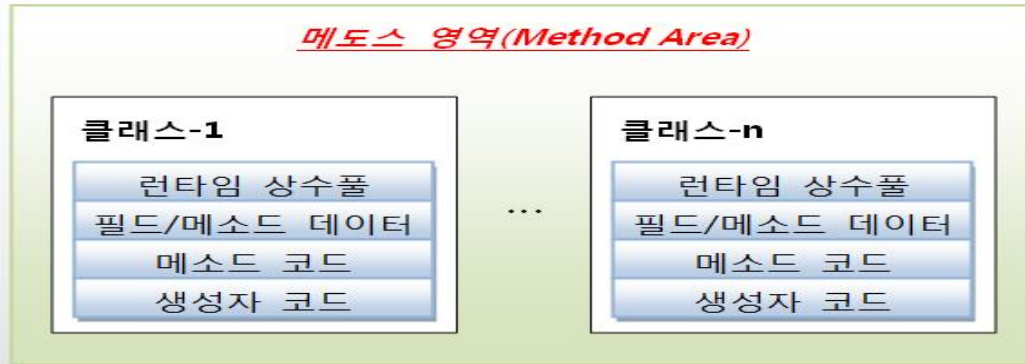 메도스 영역(Method Area)
클래스-1
런타임 상수풀
필드/메소드 데이터
메소드 코드
생성자 코드
...
클래스-n
런타임 상수풀
필드/메소드 데이터
메소드 코드
생성자 코드